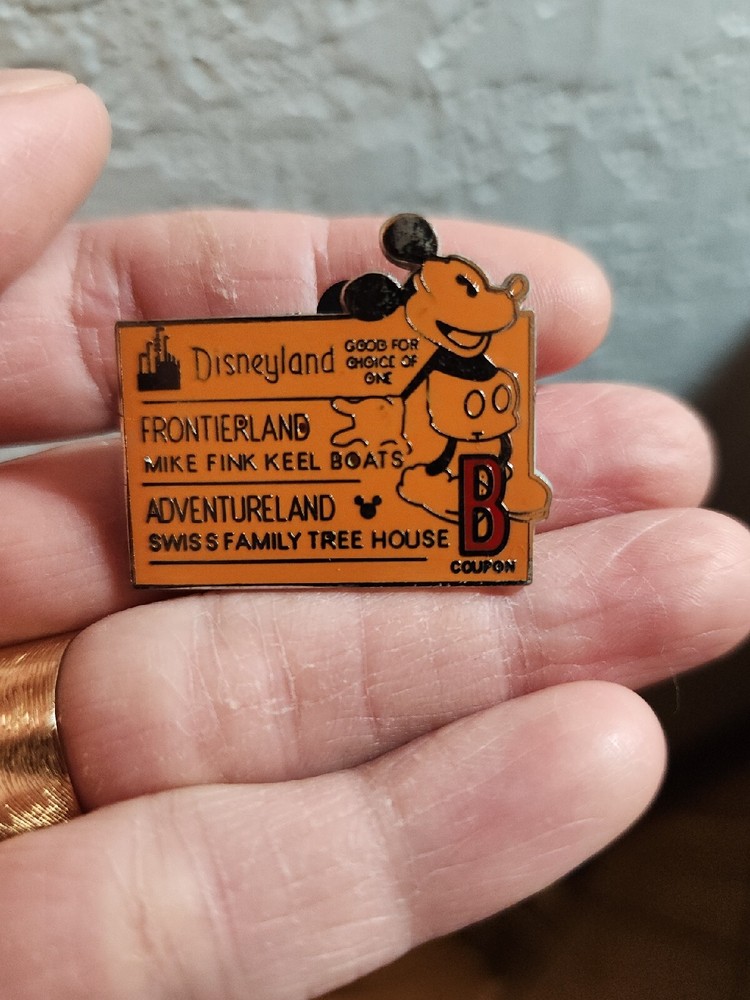 Disneyland
GOOD FOR
CHOICE OF
ONE
FRONTIERLAND
MIKE FINK KEEL BOATS
ADVENTURELAND
SWISS FAMILY TREE HOUSE
B
COUPON